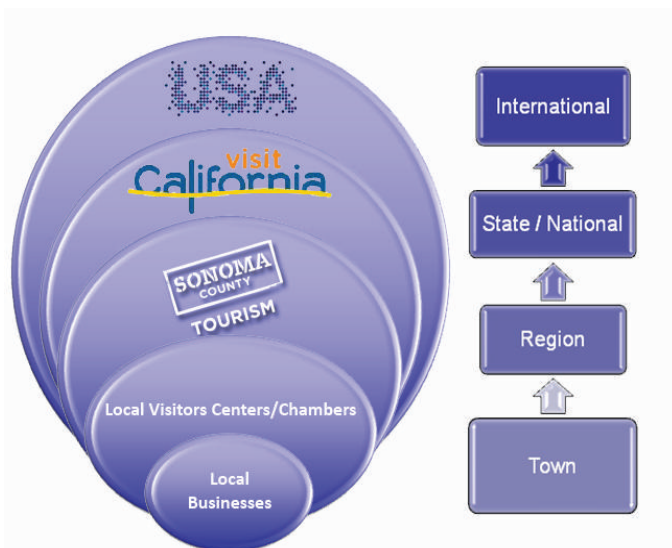 USA
visit
California
SONOMA
COUNTY
TOURISM
Local Visitors Centers/Chambers
Local
Businesses
International
State / National
Region
Town